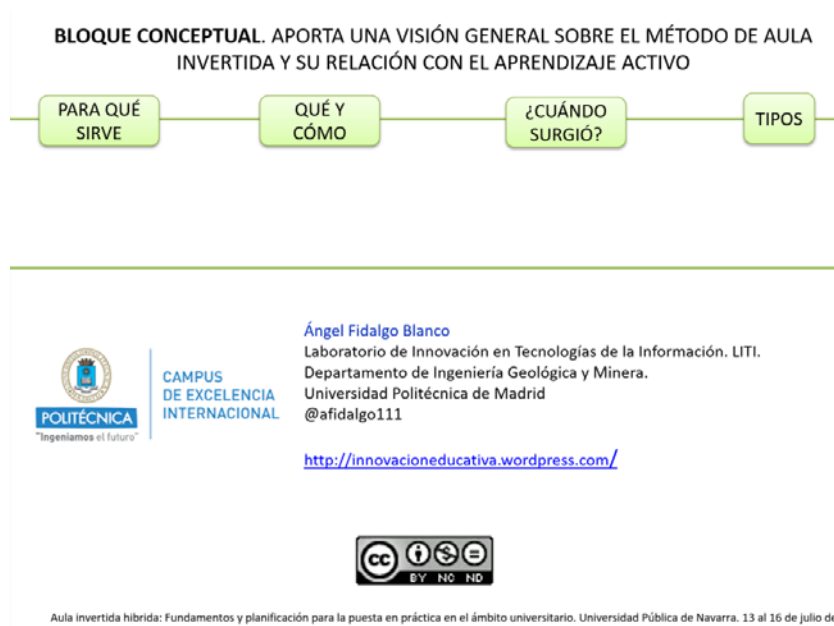 BLOQUE CONCEPTUAL. APORTA UNA VISIÓN GENERAL SOBRE EL MÉTODO DE AULA
INVERTIDA Y SU RELACIÓN CON EL APRENDIZAJE ACTIVO
PARA QUÉ
SIRVE
QUÉ Y
CÓMO
¿CUÁNDO
SURGIÓ?
TIPOS
Ángel Fidalgo Blanco
Laboratorio de Innovación en Tecnologías de la Información. LITI.
Departamento de Ingeniería Geológica y Minera.
Universidad Politécnica de Madrid
@afidalgo111
http://innovacioneducativa.wordpress.com/
POLITÉCNICA
"Ingeniamos el futuro"
CAMPUS
DE EXCELENCIA
INTERNACIONAL
cc
BY NC ND
Aula invertida hibrida: Fundamentos y planificación para la puesta en práctica en el ámbito universitario. Universidad Pública de Navarra. 13 al 16 de julio de